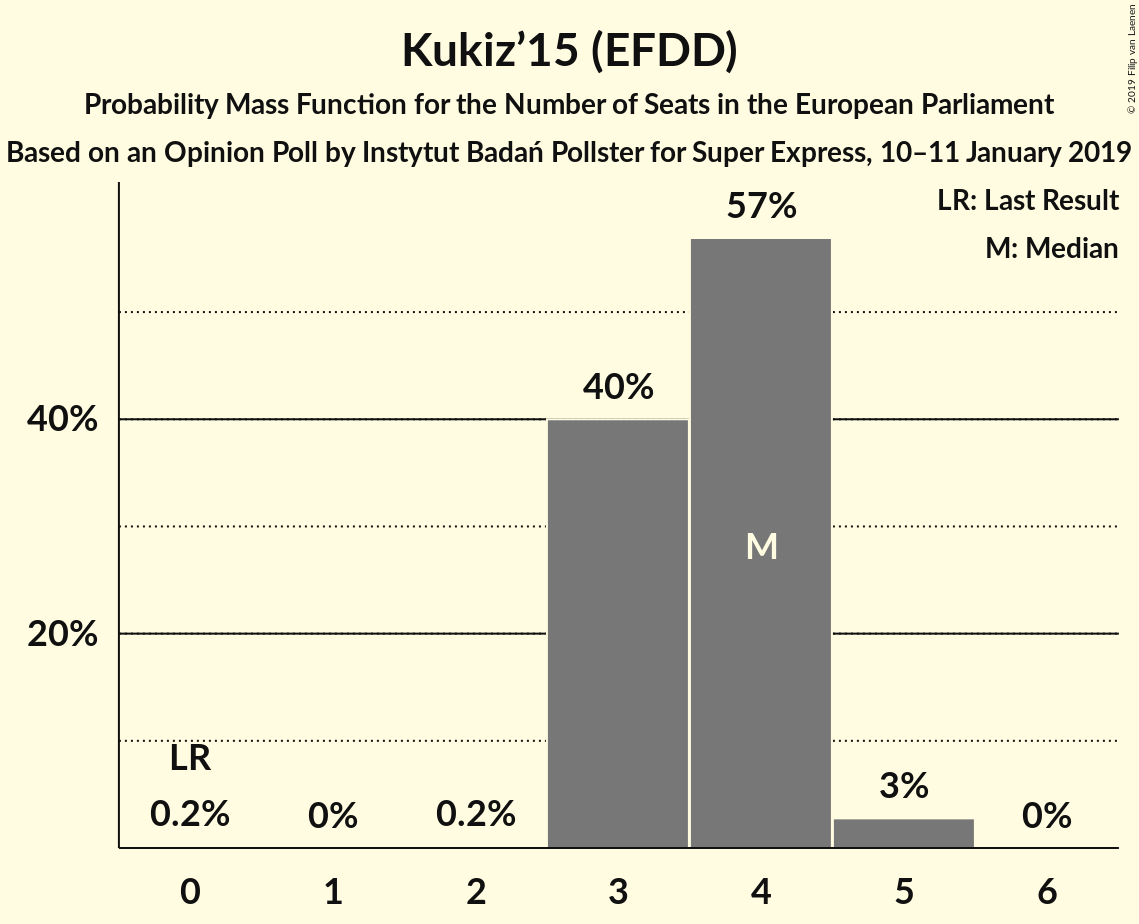 Kukiz’15 (EFDD)
Probability Mass Function for the Number of Seats in the European Parliament
Based on an Opinion Poll by Instytut Badań Pollster for Super Express, 10–11 January 2019
© 2019 Filip van Laenen
LR: Last Result
M: Median
57%
40%
40%
M
20%
LR
0.2%
0%
0.2%
3%
0%
0 1 2 3 4 5 6